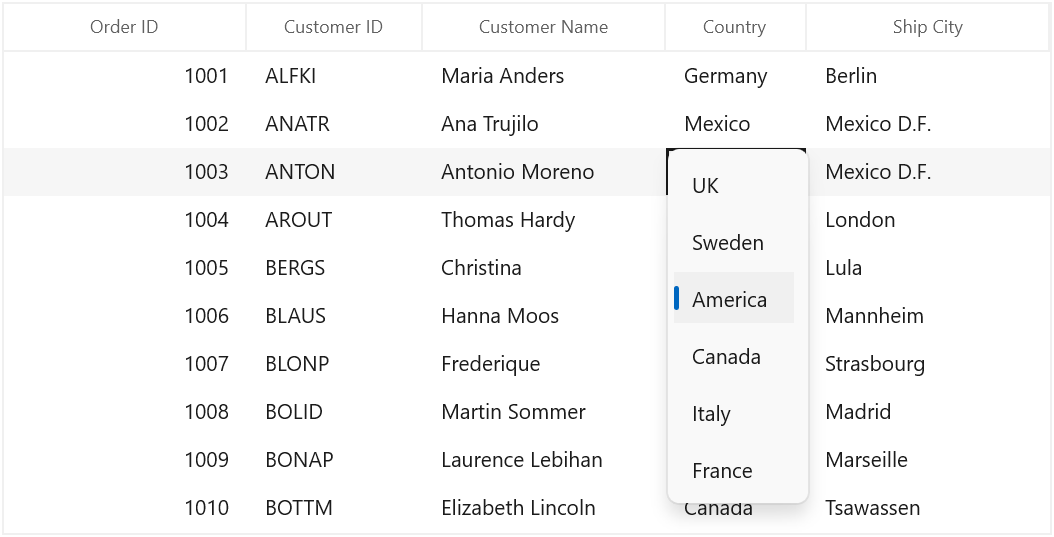 Order ID Customer ID Customer Name Country Ship City
1001 ALFKI Maria Anders Germany Berlin
1002 ANATR Ana Trujilo Mexico Mexico D.F.
1003 ANTON Antonio Moreno Mexico D.F.
UK
1004 AROUT Thomas Hardy London
Sweden
1005 BERGS Christina Lula
America
1006 BLAUS Hanna Moos Mannheim
Canada
1007 BLONP Frederique Strasbourg
1008 BOLID Martin Sommer Madrid
Italy
1009 BONAP Laurence Lebihan Marseille
France
1010 BOTTM Elizabeth Lincoln Canada Tsawassen